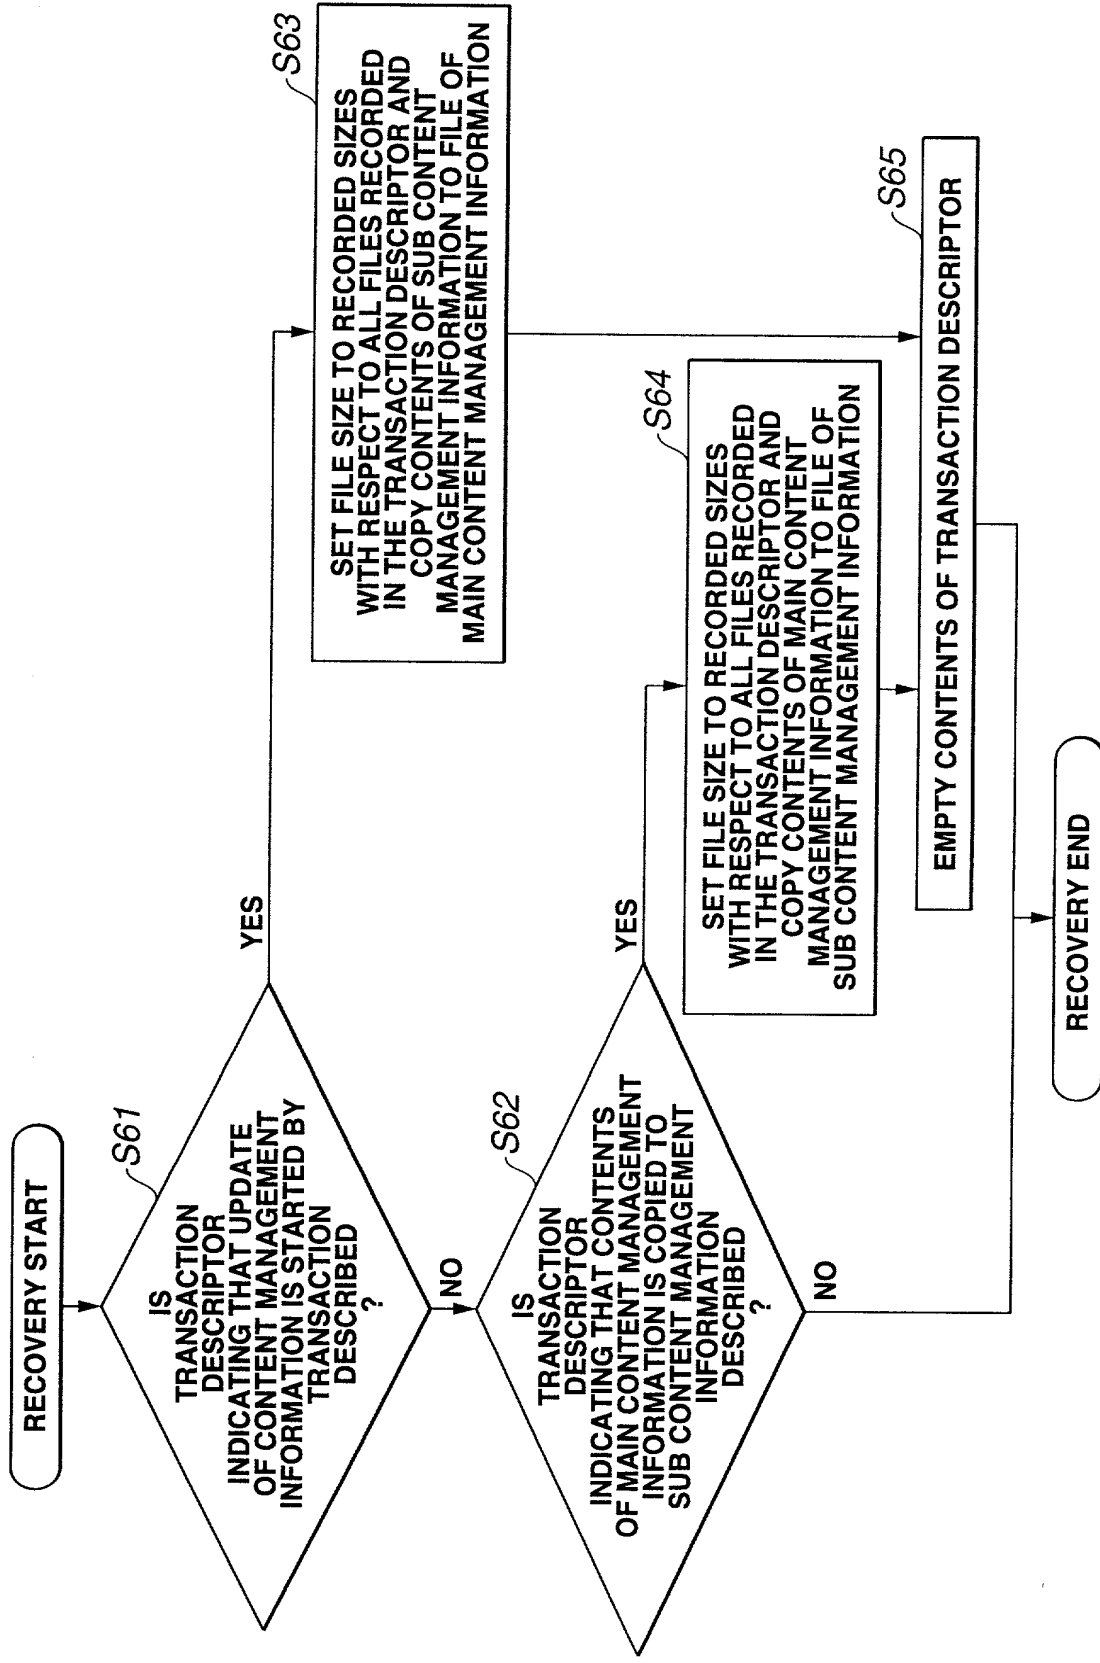 RECOVERY START
S61
IS
TRANSACTION
DESCRIPTOR
INDICATING THAT UPDATE
OF CONTENT MANAGEMENT
INFORMATION IS STARTED BY
TRANSACTION
DESCRIBED
?
YES
NO
S63
SET FILE SIZE TO RECORDED SIZES
WITH RESPECT TO ALL FILES RECORDED
IN THE TRANSACTION DESCRIPTOR AND
COPY CONTENTS OF SUB CONTENT
MANAGEMENT INFORMATION TO FILE OF
MAIN CONTENT MANAGEMENT INFORMATION
S62
IS
TRANSACTION
DESCRIPTOR
INDICATING THAT CONTENTS
OF MAIN CONTENT MANAGEMENT
INFORMATION IS COPIED TO
SUB CONTENT MANAGEMENT
INFORMATION
DESCRIBED
?
YES
NO
S64
SET FILE SIZE TO RECORDED SIZES
WITH RESPECT TO ALL FILES RECORDED
IN THE TRANSACTION DESCRIPTOR AND
COPY CONTENTS OF MAIN CONTENT
MANAGEMENT INFORMATION TO FILE OF
SUB CONTENT MANAGEMENT INFORMATION
S65
EMPTY CONTENTS OF TRANSACTION DESCRIPTOR
RECOVERY END